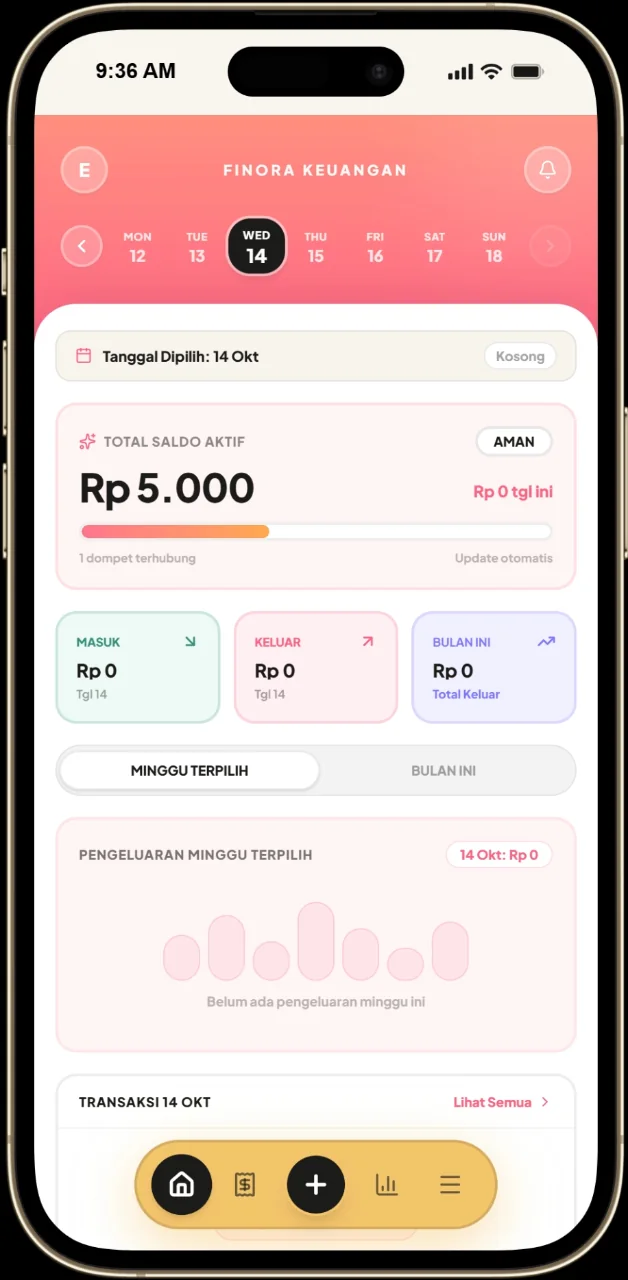 9:36 AM
E
FINORA KEUANGAN
MON TUE WED THU FRI SAT SUN
12 13 14 15 16 17 18
Tanggal Dipilih: 14 Okt
Kosong
TOTAL SALDO AKTIF
AMAN
Rp 5.000
Rp 0 tgl ini
1 dompet terhubung
Update otomatis
MASUK
Rp 0
Tgl 14
KELUAR
Rp 0
Tgl 14
BULAN INI
Rp 0
Total Keluar
MINGGU TERPILIH
BULAN INI
PENGELUARAN MINGGU TERPILIH
14 Okt: Rp 0
Belum ada pengeluaran minggu ini
TRANSAKSI 14 OKT
Lihat Semua